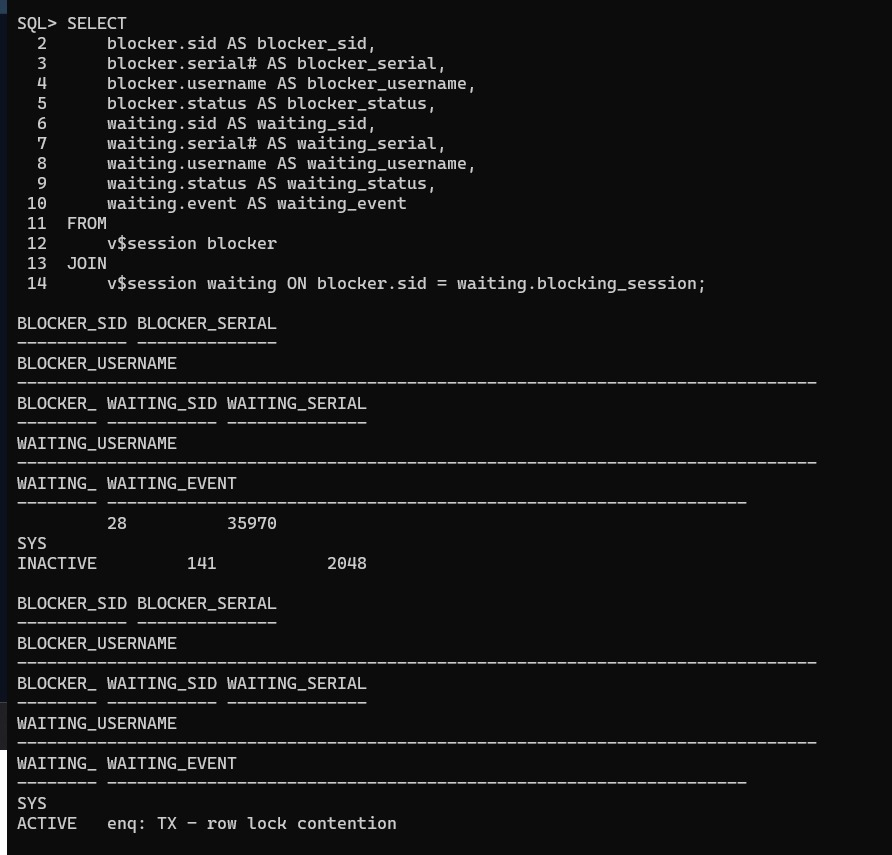 SQL> SELECT
  2      blocker.sid AS blocker_sid,
  3      blocker.serial# AS blocker_serial,
  4      blocker.username AS blocker_username,
  5      blocker.status AS blocker_status,
  6      waiting.sid AS waiting_sid,
  7      waiting.serial# AS waiting_serial,
  8      waiting.username AS waiting_username,
  9      waiting.status AS waiting_status,
 10      waiting.event AS waiting_event
 11  FROM
 12      v$session blocker
 13  JOIN
 14      v$session waiting ON blocker.sid = waiting.blocking_session;

BLOCKER_SID BLOCKER_SERIAL
----------- --------------
BLOCKER_USERNAME
--------------------------------------------------------------------------------
BLOCKER_ WAITING_SID WAITING_SERIAL
-------- ----------- --------------
WAITING_USERNAME
--------------------------------------------------------------------------------
WAITING_ WAITING_EVENT
-------- ----------------------------------------------------------------
         28          35970
SYS
INACTIVE         141           2048

BLOCKER_SID BLOCKER_SERIAL
----------- --------------
BLOCKER_USERNAME
--------------------------------------------------------------------------------
BLOCKER_ WAITING_SID WAITING_SERIAL
-------- ----------- --------------
WAITING_USERNAME
--------------------------------------------------------------------------------
WAITING_ WAITING_EVENT
-------- ----------------------------------------------------------------
SYS
ACTIVE   enq: TX - row lock contention